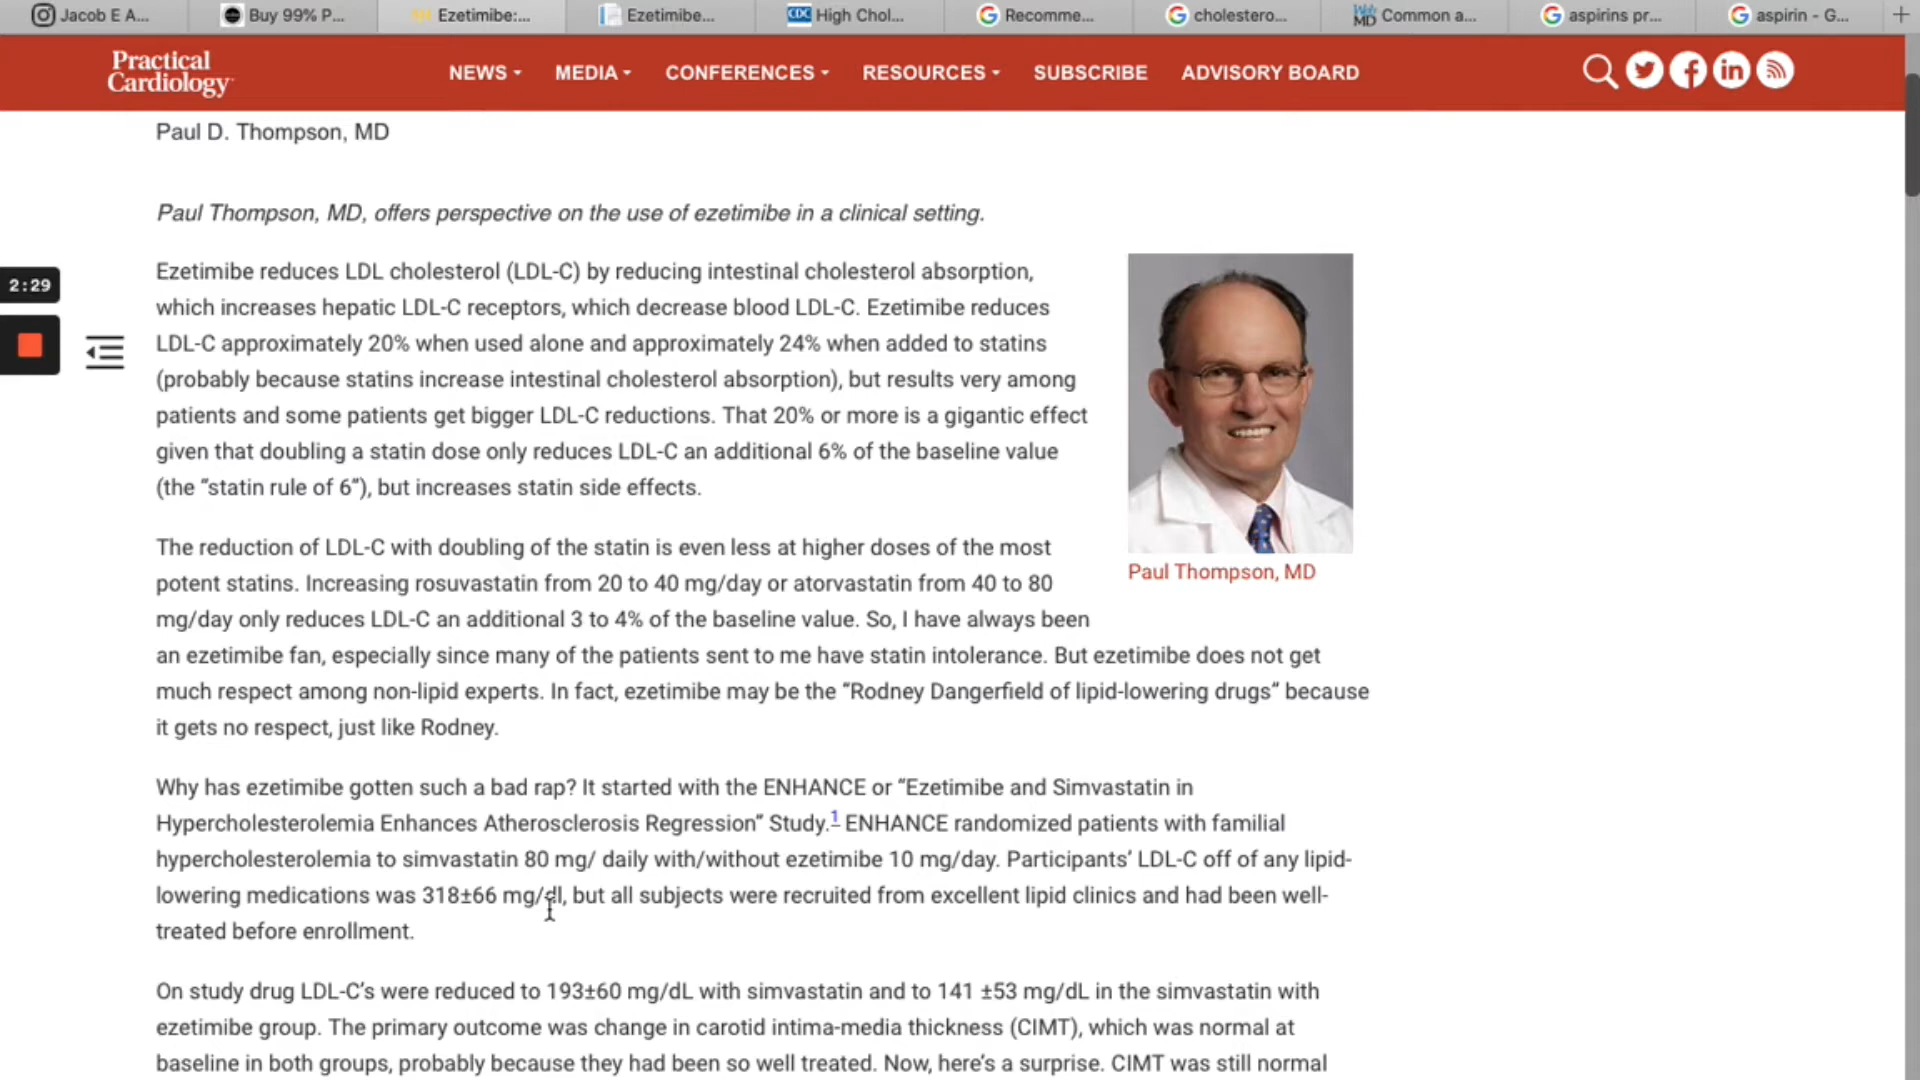 Jacob E A...
Buy 99% P...
Ezetimibe:...
Ezetimibe...
CDC High Chol...
Recomme...
cholestero...
Web MD Common a...
aspirins pr...
aspirin - G...
Practical
Cardiology
NEWS MEDIA CONFERENCES RESOURCES SUBSCRIBE ADVISORY BOARD
Paul D. Thompson, MD
Paul Thompson, MD, offers perspective on the use of ezetimibe in a clinical setting.
2:29
Ezetimibe reduces LDL cholesterol (LDL-C) by reducing intestinal cholesterol absorption,
which increases hepatic LDL-C receptors, which decrease blood LDL-C. Ezetimibe reduces
LDL-C approximately 20% when used alone and approximately 24% when added to statins
(probably because statins increase intestinal cholesterol absorption), but results very among
patients and some patients get bigger LDL-C reductions. That 20% or more is a gigantic effect
given that doubling a statin dose only reduces LDL-C an additional 6% of the baseline value
(the “statin rule of 6”), but increases statin side effects.
Paul Thompson, MD
The reduction of LDL-C with doubling of the statin is even less at higher doses of the most
potent statins. Increasing rosuvastatin from 20 to 40 mg/day or atorvastatin from 40 to 80
mg/day only reduces LDL-C an additional 3 to 4% of the baseline value. So, I have always been
an ezetimibe fan, especially since many of the patients sent to me have statin intolerance. But ezetimibe does not get
much respect among non-lipid experts. In fact, ezetimibe may be the “Rodney Dangerfield of lipid-lowering drugs” because
it gets no respect, just like Rodney.
Why has ezetimibe gotten such a bad rap? It started with the ENHANCE or “Ezetimibe and Simvastatin in
Hypercholesterolemia Enhances Atherosclerosis Regression” Study.1 ENHANCE randomized patients with familial
hypercholesterolemia to simvastatin 80 mg/ daily with/without ezetimibe 10 mg/day. Participants’ LDL-C off of any lipid-
lowering medications was 318±66 mg/dl, but all subjects were recruited from excellent lipid clinics and had been well-
treated before enrollment.
On study drug LDL-C’s were reduced to 193±60 mg/dL with simvastatin and to 141 ±53 mg/dL in the simvastatin with
ezetimibe group. The primary outcome was change in carotid intima-media thickness (CIMT), which was normal at
baseline in both groups, probably because they had been so well treated. Now, here’s a surprise. CIMT was still normal